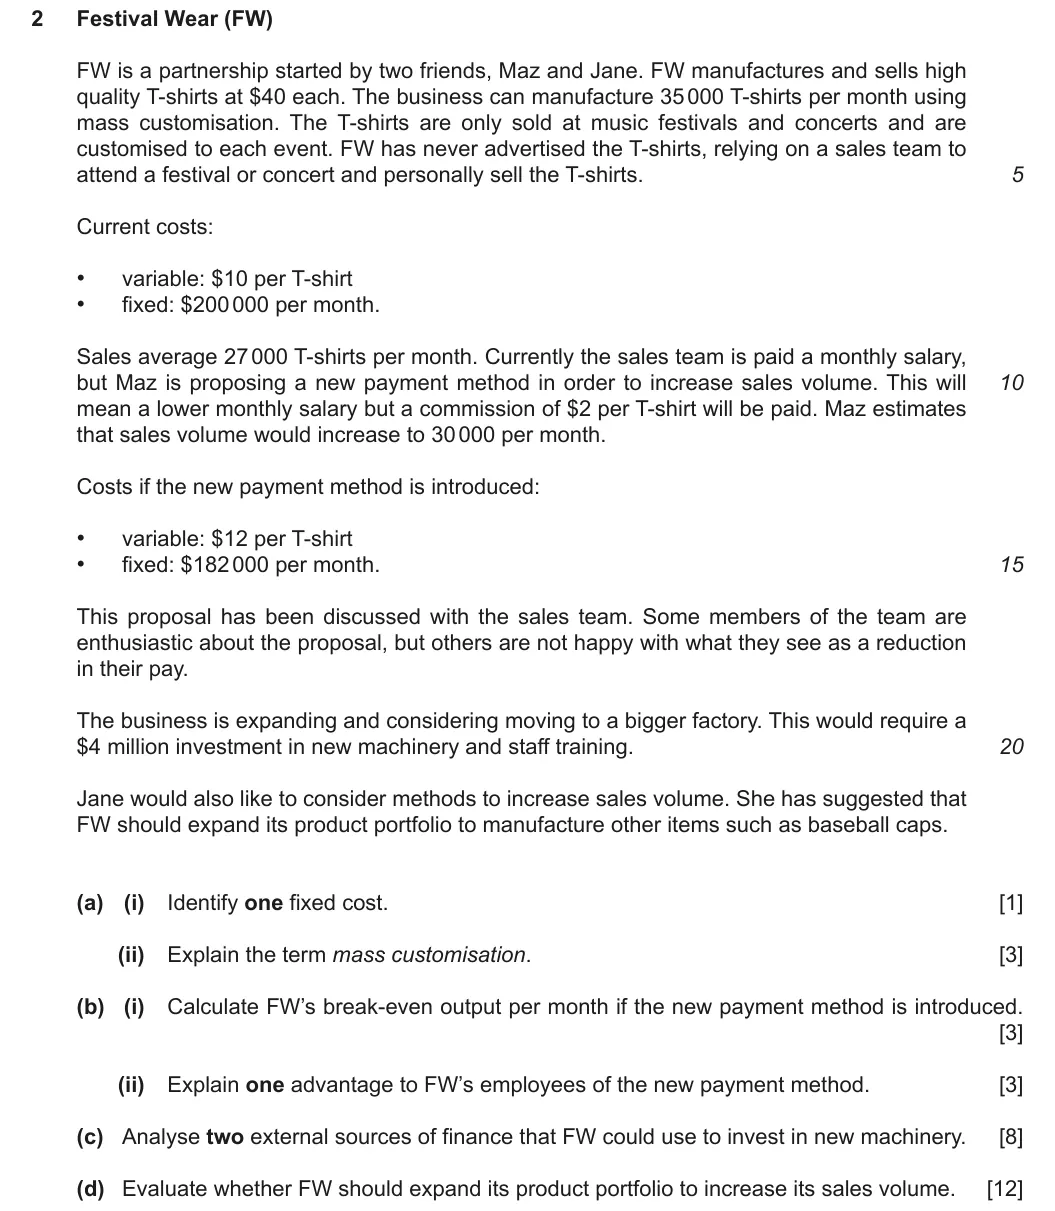 2 Festival Wear (FW)
FW is a partnership started by two friends, Maz and Jane. FW manufactures and sells high
quality T-shirts at $40 each. The business can manufacture 35 000 T-shirts per month using
mass customisation. The T-shirts are only sold at music festivals and concerts and are
customised to each event. FW has never advertised the T-shirts, relying on a sales team to
attend a festival or concert and personally sell the T-shirts. 5
Current costs:
• variable: $10 per T-shirt
• fixed: $200 000 per month.
Sales average 27 000 T-shirts per month. Currently the sales team is paid a monthly salary,
but Maz is proposing a new payment method in order to increase sales volume. This will 10
mean a lower monthly salary but a commission of $2 per T-shirt will be paid. Maz estimates
that sales volume would increase to 30 000 per month.
Costs if the new payment method is introduced:
• variable: $12 per T-shirt
• fixed: $182 000 per month. 15
This proposal has been discussed with the sales team. Some members of the team are
enthusiastic about the proposal, but others are not happy with what they see as a reduction
in their pay.
The business is expanding and considering moving to a bigger factory. This would require a
$4 million investment in new machinery and staff training. 20
Jane would also like to consider methods to increase sales volume. She has suggested that
FW should expand its product portfolio to manufacture other items such as baseball caps.
(a) (i) Identify one fixed cost. [1]
(ii) Explain the term mass customisation. [3]
(b) (i) Calculate FW's break-even output per month if the new payment method is introduced.
[3]
(ii) Explain one advantage to FW's employees of the new payment method. [3]
(c) Analyse two external sources of finance that FW could use to invest in new machinery. [8]
(d) Evaluate whether FW should expand its product portfolio to increase its sales volume. [12]